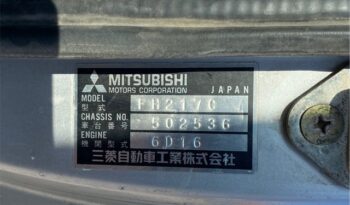 MITSUBISHI
MOTORS CORPORATION JAPAN
MODEL
型式 FH217C
CHASSIS NO.
車台番号 502536
ENGINE
機関型式 6D16
三菱自動車工業株式会社